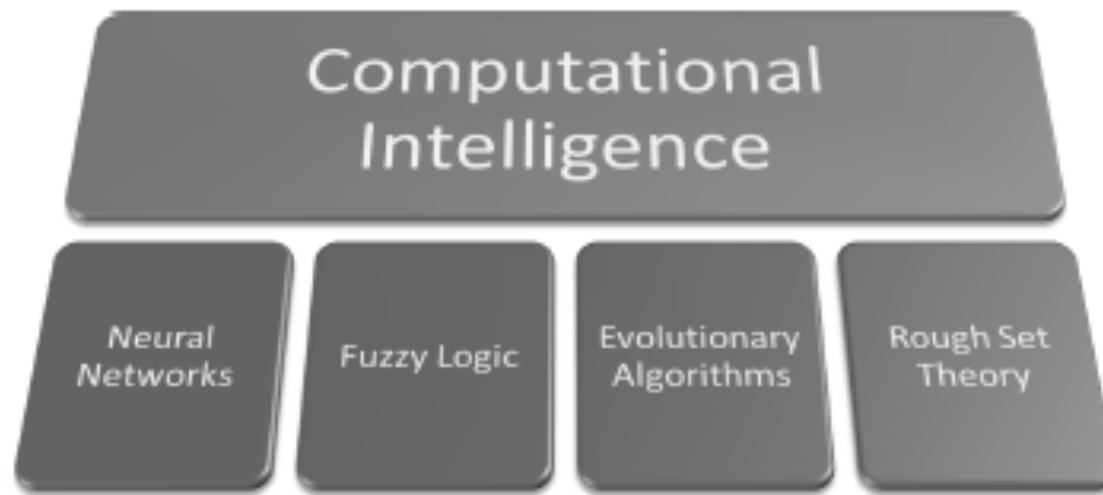 Computational
Intelligence
Neural
Networks
Fuzzy Logic
Evolutionary
Algorithms
Rough Set
Theory